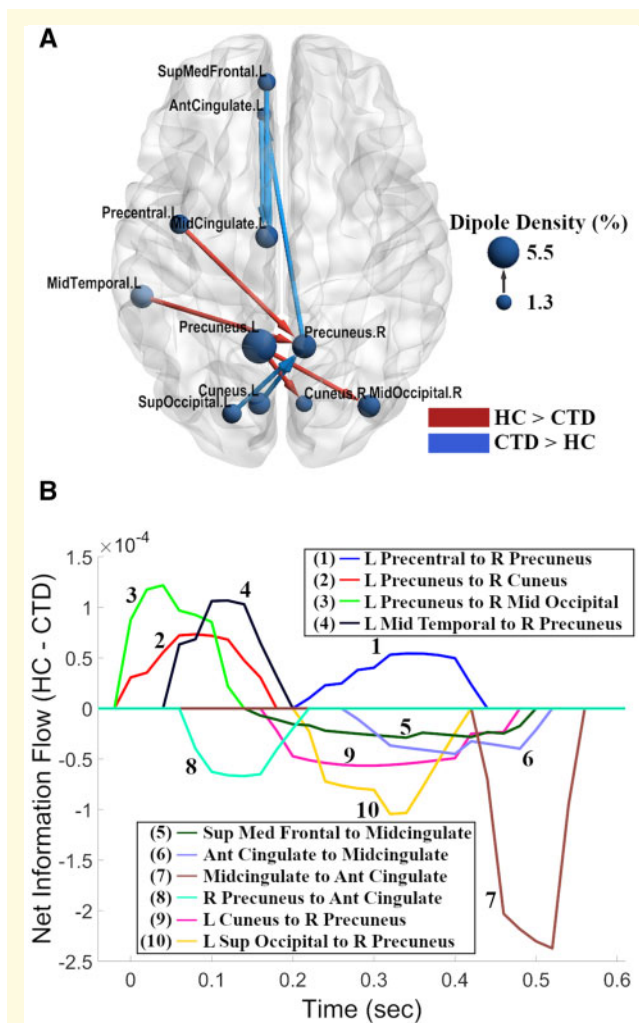 A
SupMedFrontal.L
AntCingulate.L
Precentral.L
MidCingulate.L
Dipole Density (%)
5.5
1.3
MidTemporal.L
Precuneus.L
Precuneus.R
Cuneus.L
Cuneus.R
MidOccipital.R
SupOccipital.L
HC > CTD
CTD > HC
B
×10⁻⁴
Net Information Flow (HC - CTD)
1.5
1
0.5
0
-0.5
-1
-1.5
-2
-2.5
(1) L Precentral to R Precuneus
(2) L Precuneus to R Cuneus
(3) L Precuneus to R Mid Occipital
(4) L Mid Temporal to R Precuneus
3
4
2
1
5
8
9
6
10
7
(5) Sup Med Frontal to Midcingulate
(6) Ant Cingulate to Midcingulate
(7) Midcingulate to Ant Cingulate
(8) R Precuneus to Ant Cingulate
(9) L Cuneus to R Precuneus
(10) L Sup Occipital to R Precuneus
0 0.1 0.2 0.3 0.4 0.5 0.6
Time (sec)